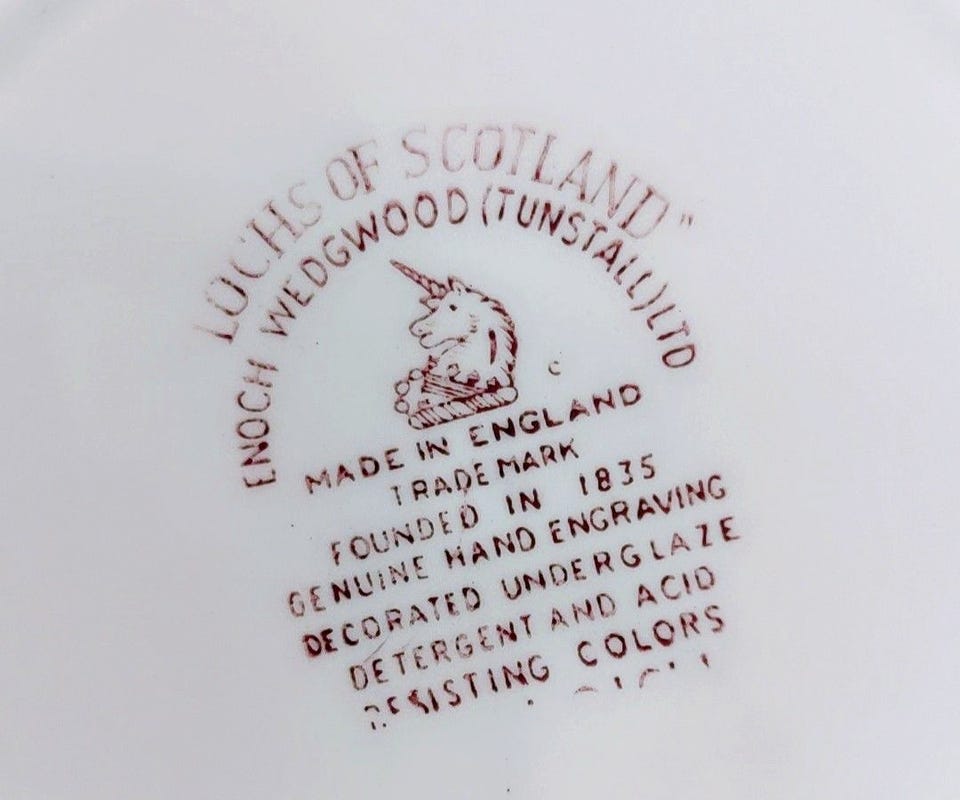 LOCHS OF SCOTLAND"
ENOCH WEDGWOOD (TUNSTALL) LTD
MADE IN ENGLAND
TRADE MARK
FOUNDED IN 1835
GENUINE HAND ENGRAVING
DECORATED UNDERGLAZE
DETERGENT AND ACID
RESISTING COLORS